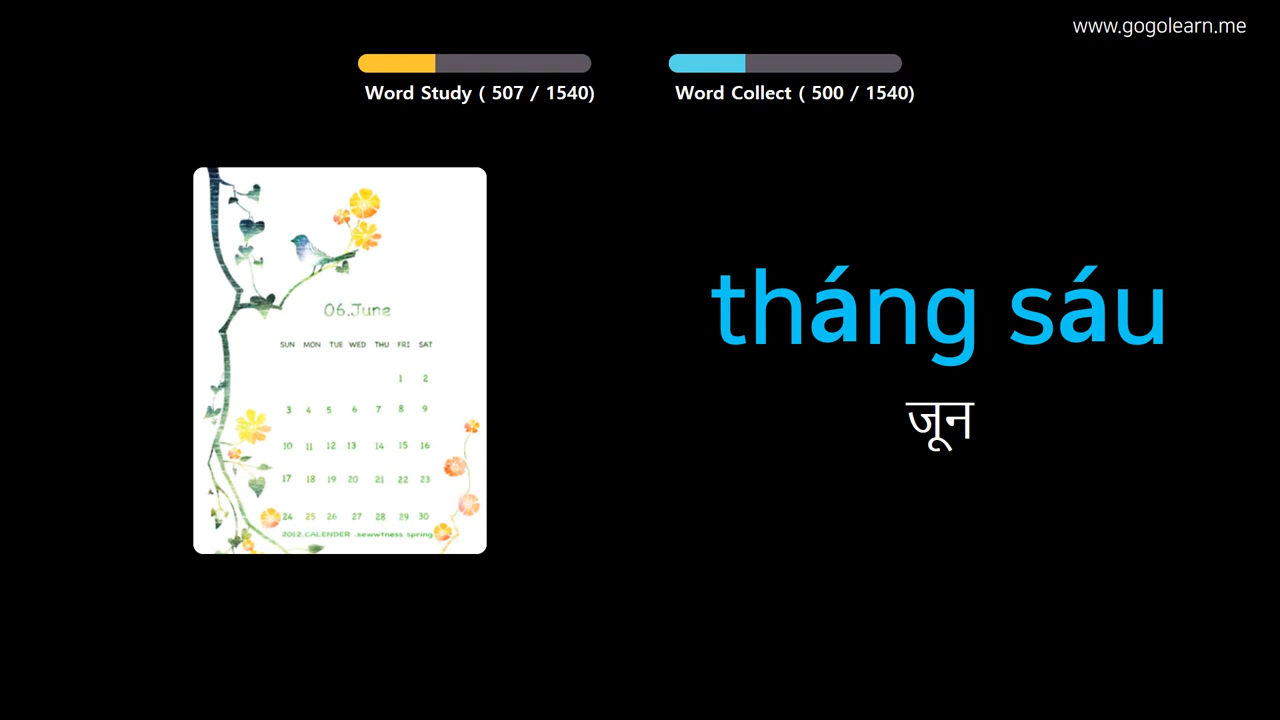 www.gogolearn.me
Word Study ( 507 / 1540)
Word Collect ( 500 / 1540)
06.June
SUN MON TUE WED THU FRI SAT
1 2
3 4 5 6 7 8 9
10 11 12 13 14 15 16
17 18 19 20 21 22 23
24 25 26 27 28 29 30
2012.CALENDER .sewwtness spring
tháng sáu
जून